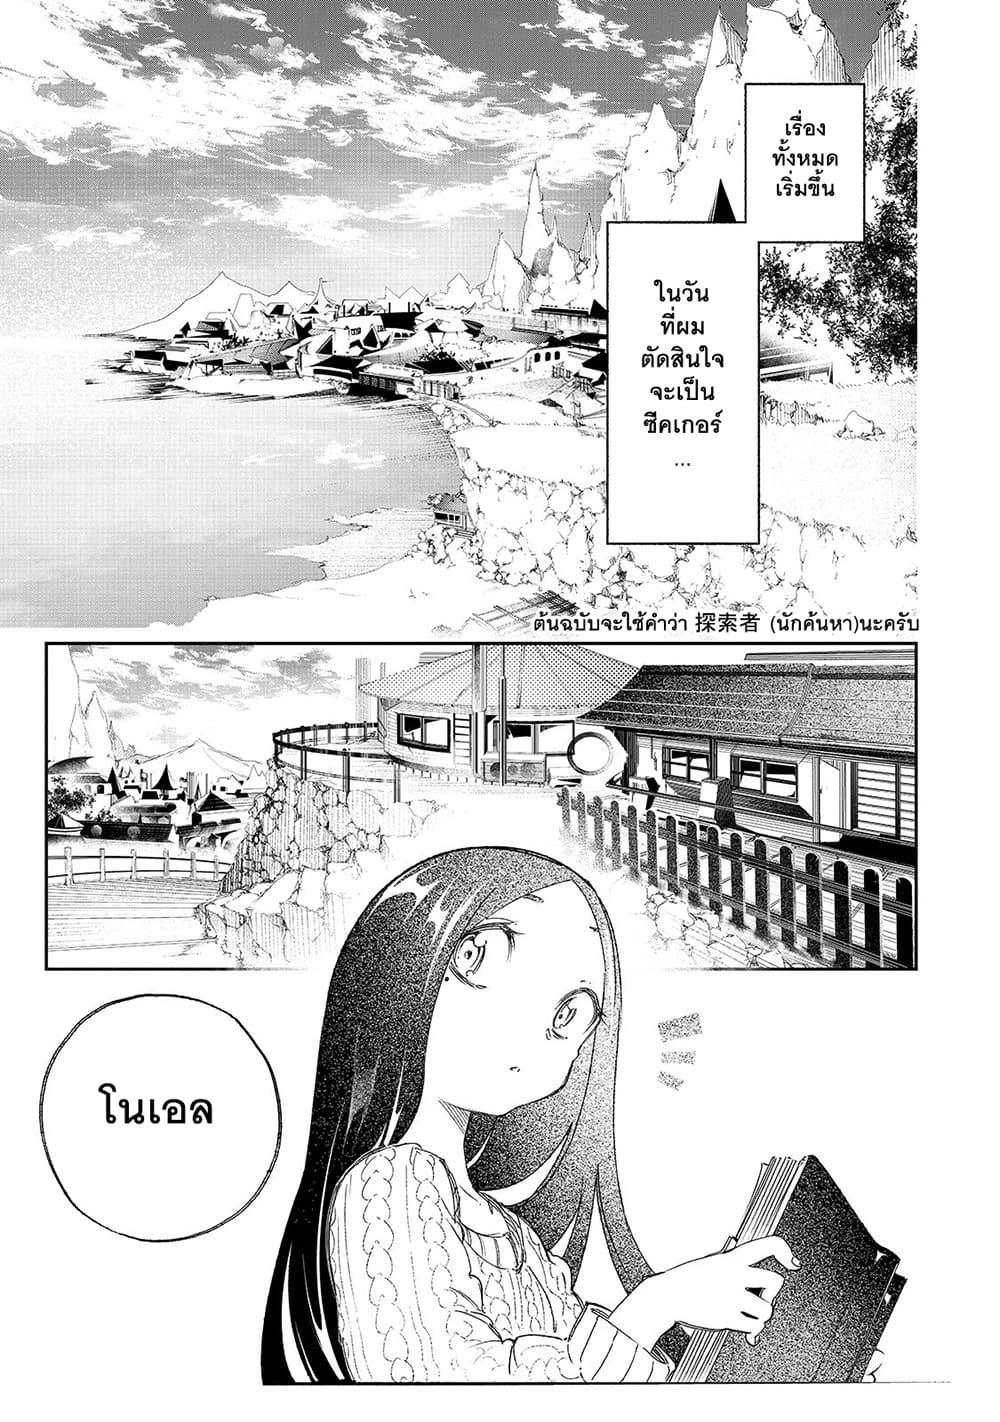 เรื่อง
ทั้งหมด
เริ่มขึ้น
ในวัน
ที่ผม
ตัดสินใจ
จะเป็น
ซีคเกอร์
...
ต้นฉบับจะใช้คำว่า 探索者 (นักค้นหา)นะครับ
โนเอล